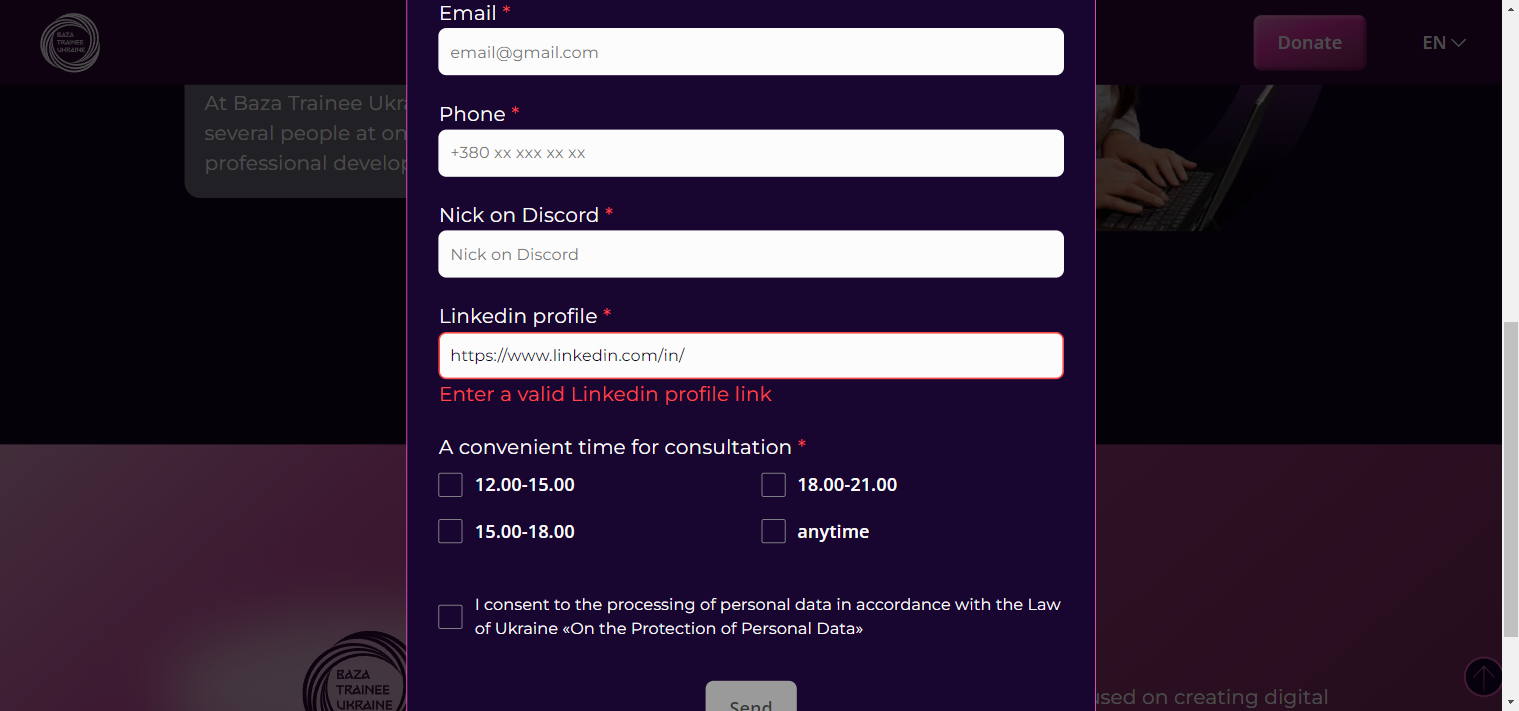 Email *
BAZA
TRAINEE
UKRAINE
Donate
EN
email@gmail.com
At Baza Trainee Ukra
several people at on
professional develop
Phone *
+380 xx xxx xx xx
Nick on Discord *
Nick on Discord
Linkedin profile *
https://www.linkedin.com/in/
Enter a valid Linkedin profile link
A convenient time for consultation *
12.00-15.00
18.00-21.00
15.00-18.00
anytime
I consent to the processing of personal data in accordance with the Law
of Ukraine «On the Protection of Personal Data»
BAZA
TRAINEE
UKRAINE
Send
used on creating digital